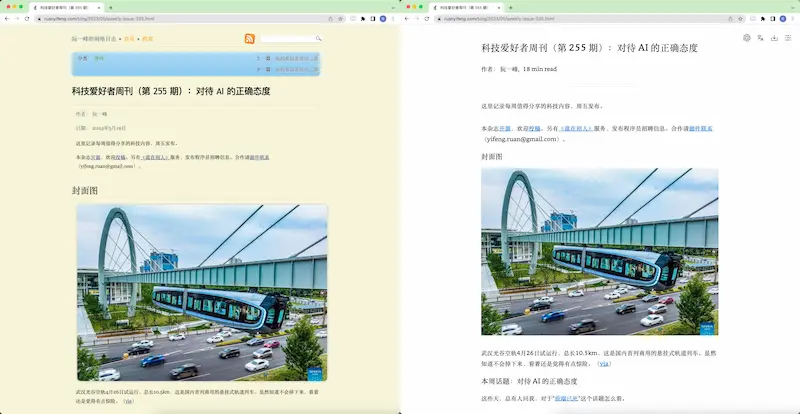 科技爱好者周刊（第 255 期）
ruanyifeng.com/blog/2023/05/weekly-issue-255.html
阮一峰的网络日志 » 首页 » 档案
分类：
上一篇：
下一篇：
科技爱好者周刊（第 255 期）：对待 AI 的正确态度
作者： 阮一峰
日期：
这里记录每周值得分享的科技内容，周五发布。
本杂志开源，欢迎投稿。另有《谁在招人》服务，发布程序员招聘信息。合作请邮件联系
（yifeng.ruan@gmail.com）。
封面图
武汉光谷空轨4月26日试运行，总长10.5km。这是国内首列商用的悬挂式轨道列车。虽然知道不会掉下来，看着
还是觉得有点惊险。（via）
科技爱好者周刊（第 255 期）
ruanyifeng.com/blog/2023/05/weekly-issue-255.html
科技爱好者周刊（第 255 期）：对待 AI 的正确态度
作者： 阮一峰, 18 min read
这里记录每周值得分享的科技内容，周五发布。
本杂志开源，欢迎投稿。另有《谁在招人》服务，发布程序员招聘信息。合作请邮件联系
（yifeng.ruan@gmail.com）。
封面图
武汉光谷空轨4月26日试运行，总长10.5km。这是国内首列商用的悬挂式轨道列车。虽然
知道不会掉下来，看着还是觉得有点惊险。（via）
本周话题：对待 AI 的正确态度
这些天，总有人问我，对于"
"这个话题怎么看。